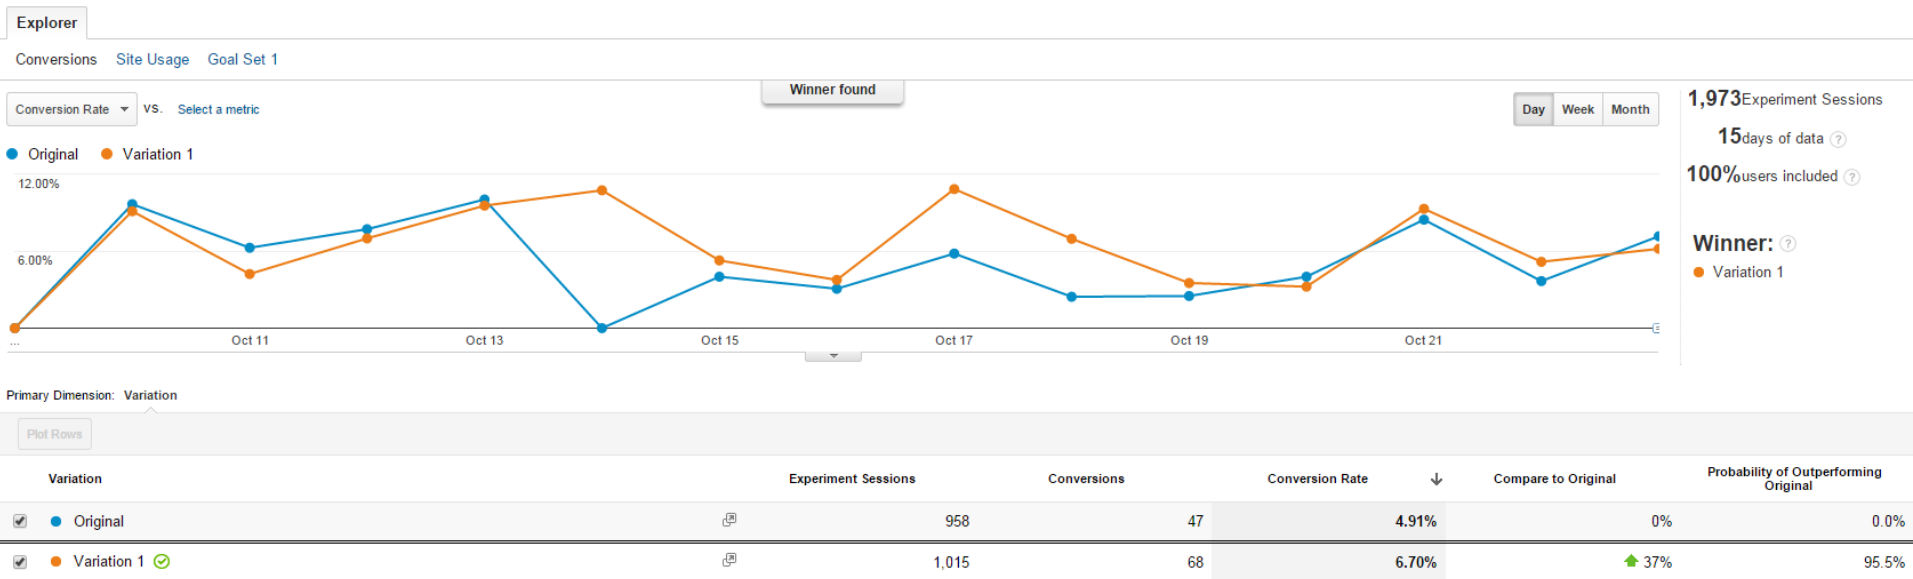 Explorer
Conversions Site Usage Goal Set 1
Winner found
Conversion Rate VS. Select a metric
Day Week Month
1,973 Experiment Sessions
15 days of data ?
100% users included ?
Winner: ?
Variation 1
Original Variation 1
12.00%
6.00%
... Oct 11 Oct 13 Oct 15 Oct 17 Oct 19 Oct 21
Primary Dimension: Variation
Plot Rows
Variation Experiment Sessions Conversions Conversion Rate Compare to Original Probability of Outperforming
Original
Original 958 47 4.91% 0% 0.0%
Variation 1 1,015 68 6.70% 37% 95.5%